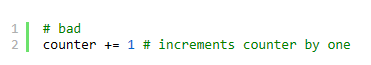 1 # bad
2 counter += 1 # increments counter by one